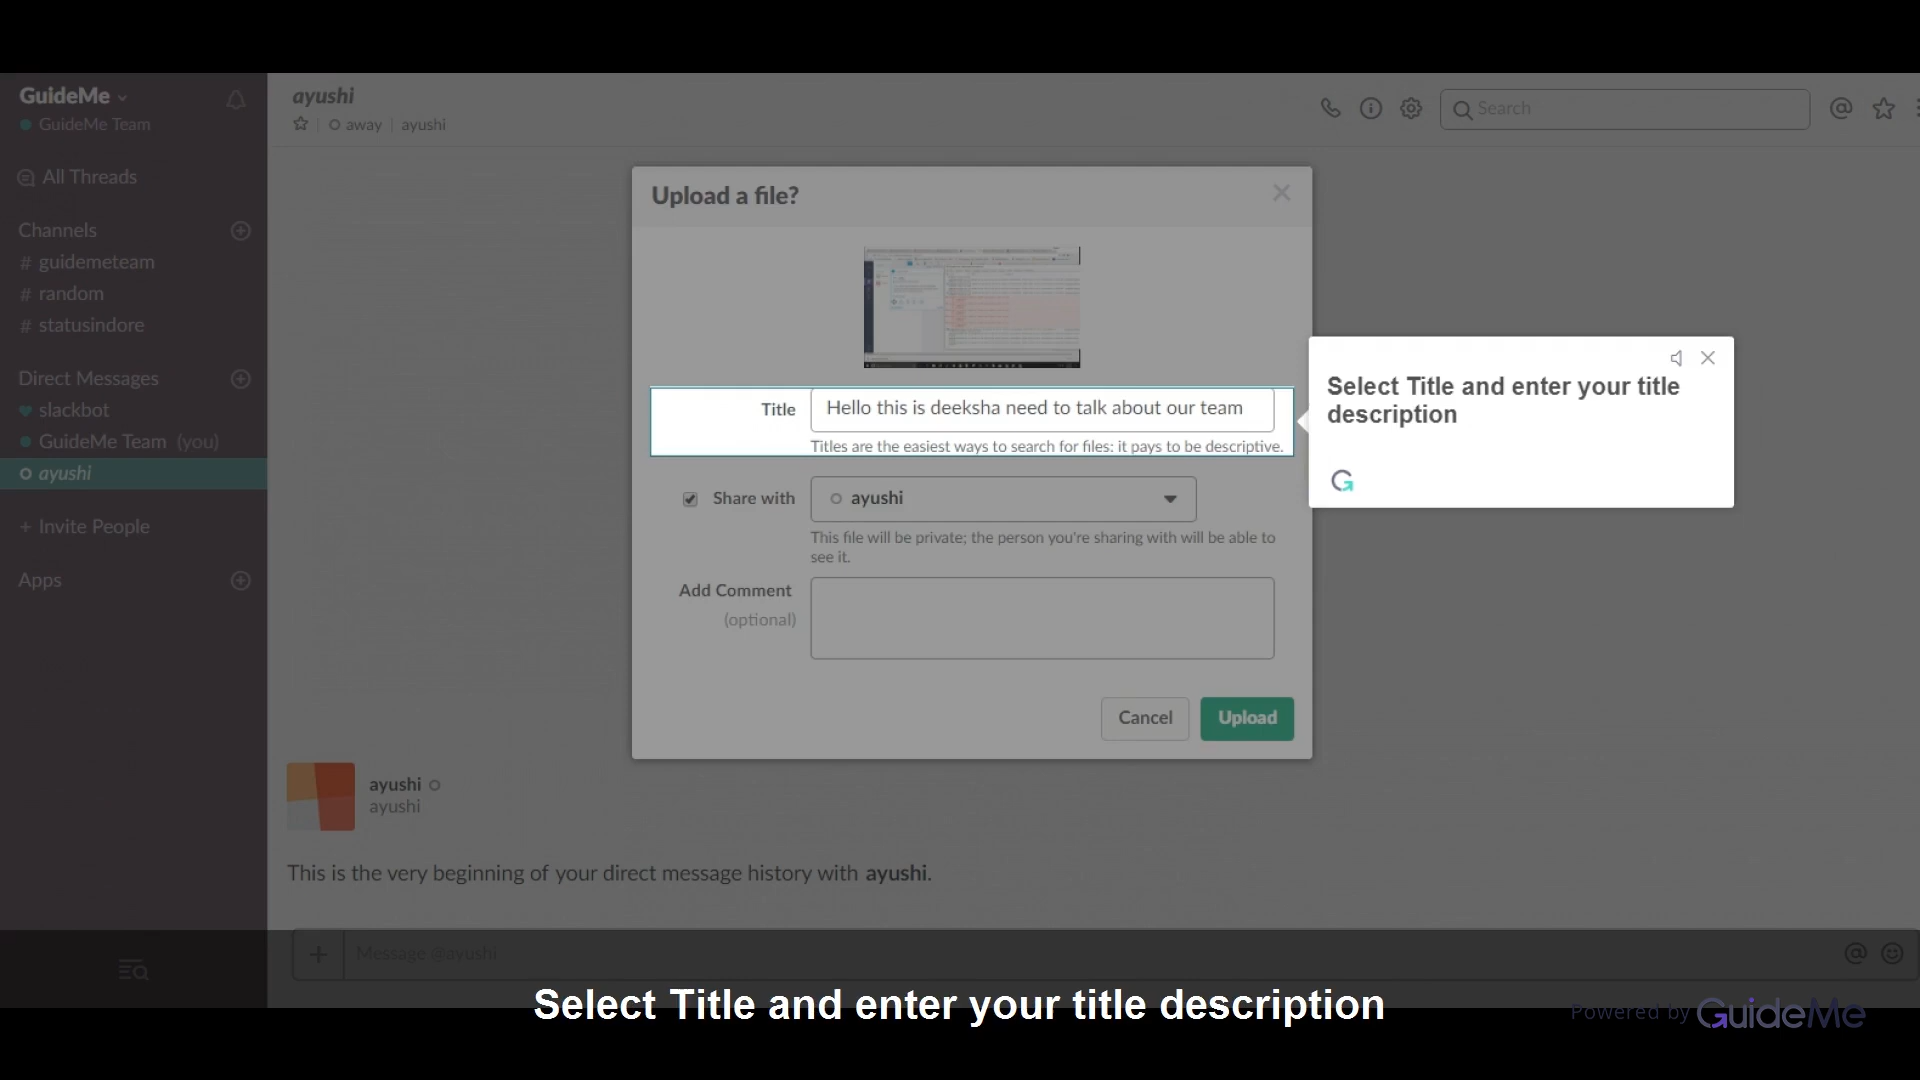 GuideMe
GuideMe Team
All Threads
Channels
# guidemeteam
# random
# statusindore
Direct Messages
slackbot
GuideMe Team (you)
ayushi
+ Invite People
Apps
ayushi
away | ayushi
Search
Upload a file?
Title
Hello this is deeksha need to talk about our team
Titles are the easiest ways to search for files: it pays to be descriptive.
Share with
ayushi
This file will be private; the person you're sharing with will be able to
see it.
Add Comment
(optional)
Cancel
Upload
Select Title and enter your title
description
ayushi
ayushi
This is the very beginning of your direct message history with ayushi.
Message @ayushi
Select Title and enter your title description
Powered by GuideMe